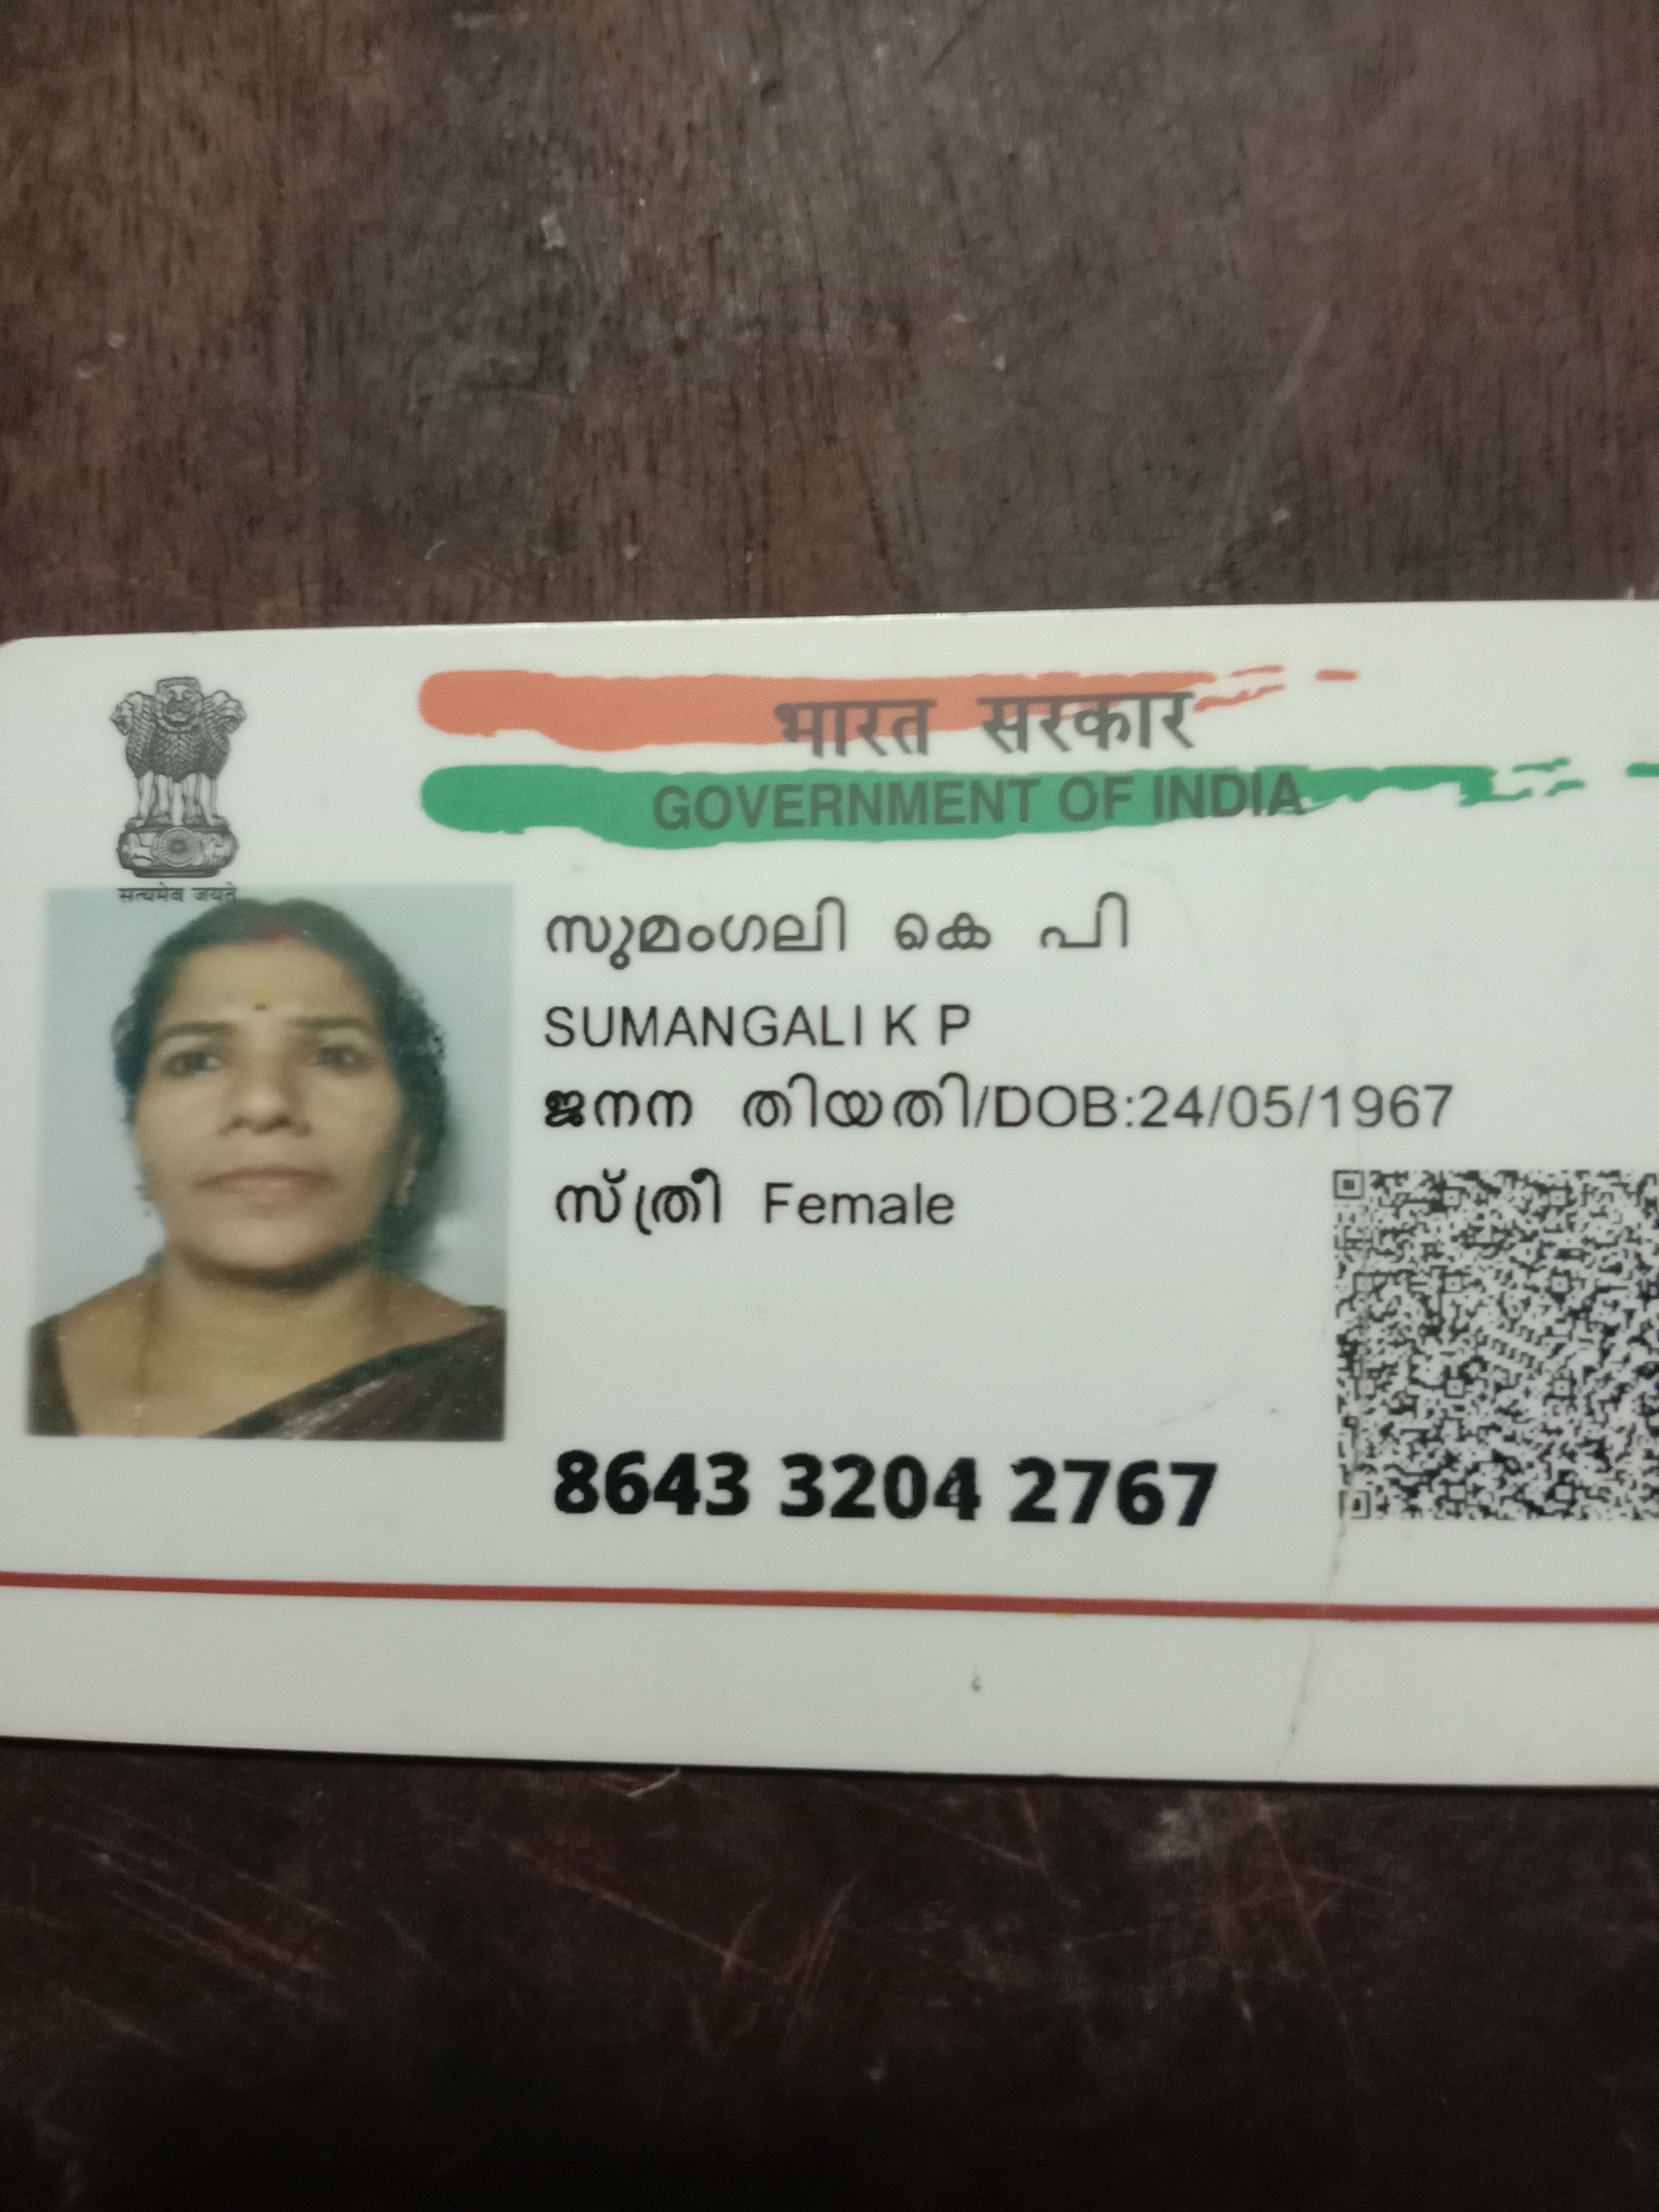 भारत सरकार
GOVERNMENT OF INDIA
सत्यमेव जयते
സുമംഗലി കെ പി
SUMANGALI K P
ജനന തിയതി/DOB:24/05/1967
സ്ത്രീ Female
8643 3204 2767